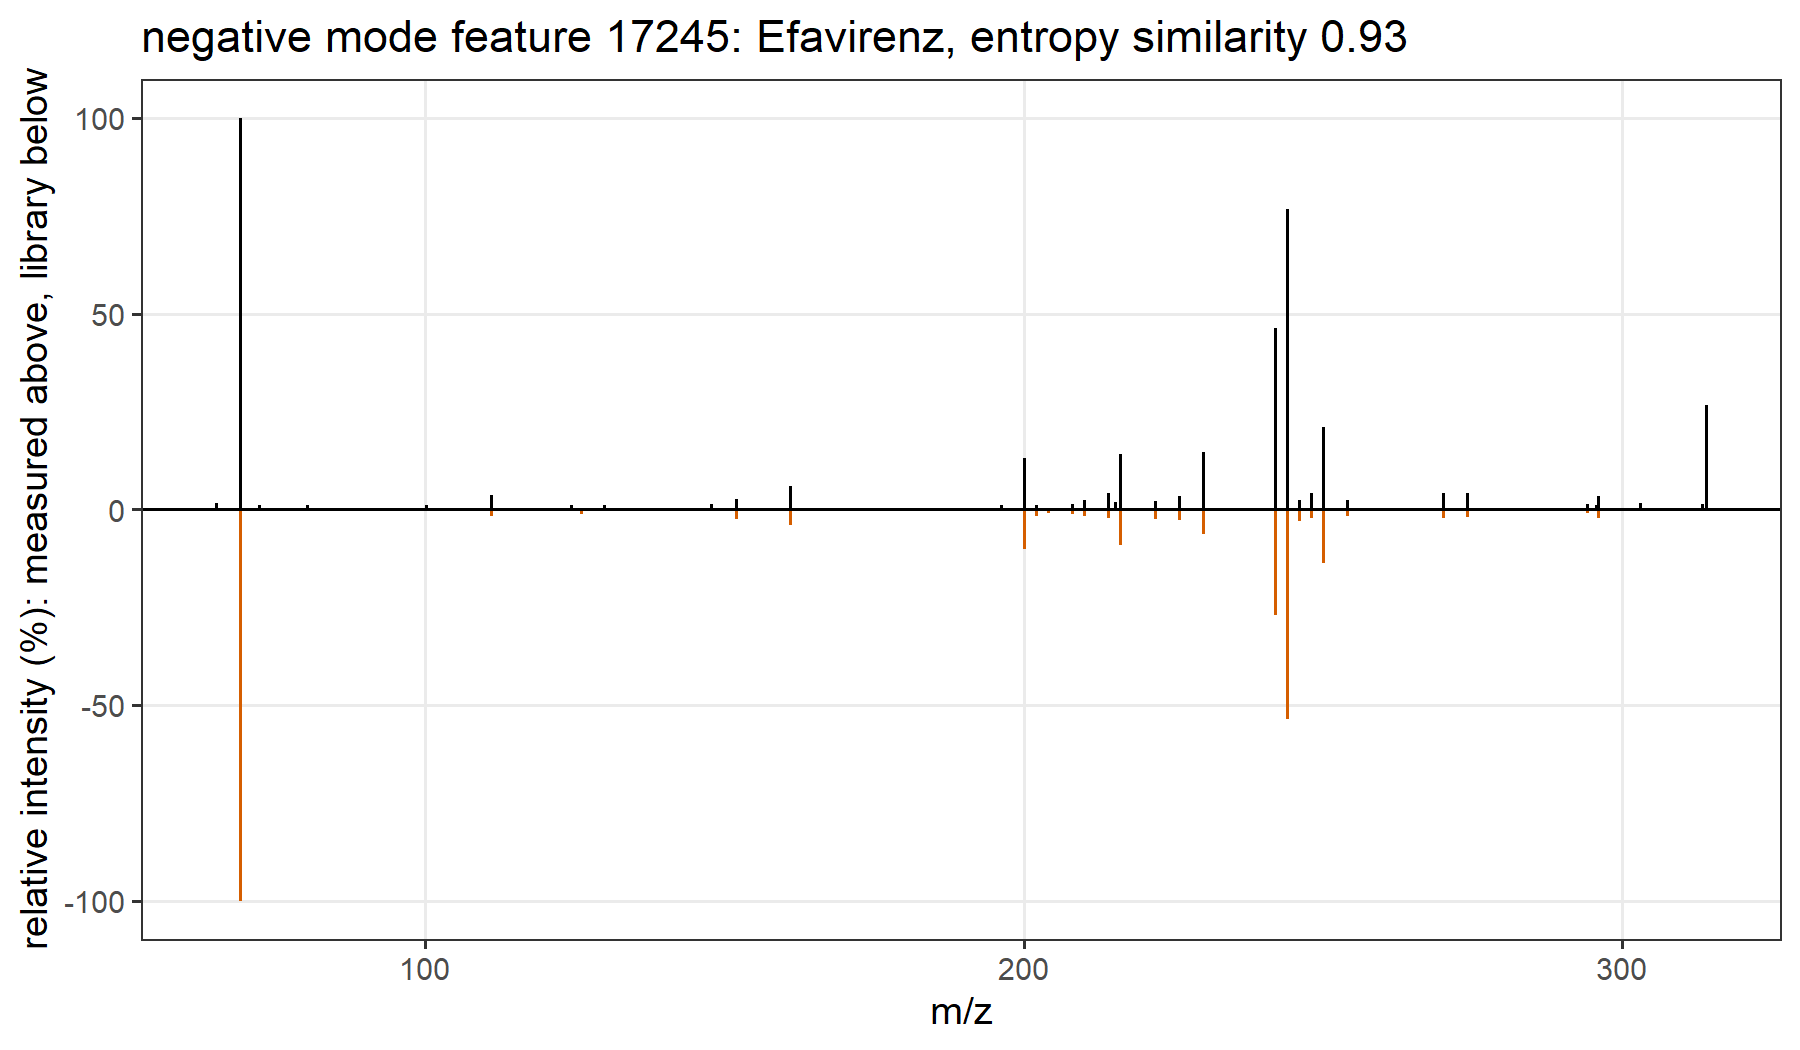 negative mode feature 17245: Efavirenz, entropy similarity 0.93
relative intensity (%): measured above, library below
100
50
0
-50
-100
100
200
300
m/z